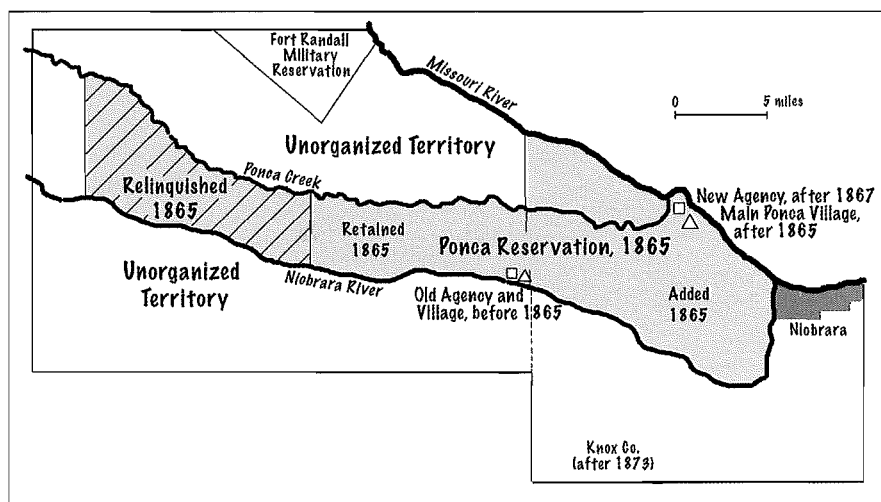 Fort Randall
Military
Reservation
Missouri River
0 5 miles
Unorganized Territory
Ponca Creek
Relinquished
1865
New Agency, after 1867
Main Ponca Village,
after 1865
Retained
1865
Ponca Reservation, 1865
Unorganized
Territory
Niobrara River
Old Agency and
Village, before 1865
Added
1865
Niobrara
Knox Co.
(after 1873)